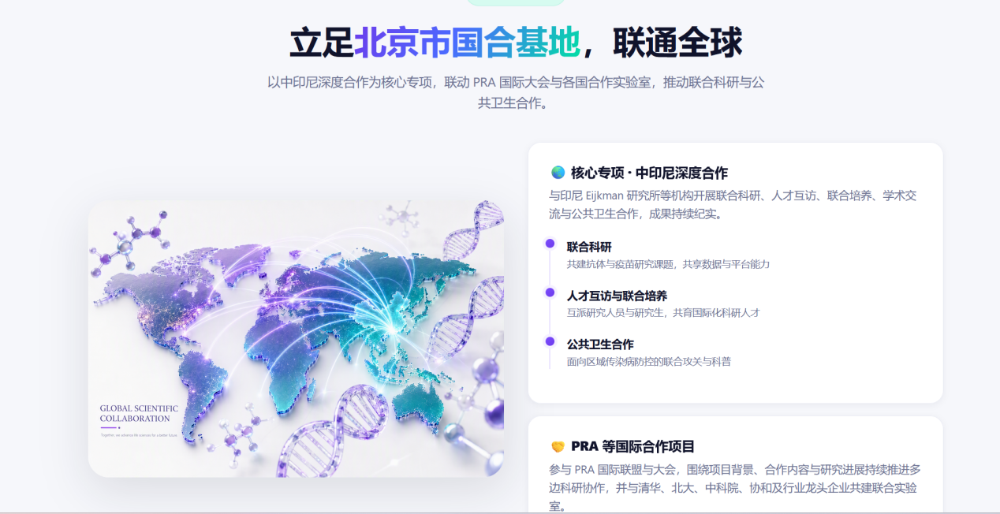 立足北京市国合基地，联通全球
以中印尼深度合作为核心专项，联动 PRA 国际大会与各国合作实验室，推动联合科研与公
共卫生合作。
GLOBAL SCIENTIFIC
COLLABORATION
Together, we advance life sciences for a better future.
核心专项 · 中印尼深度合作
与印尼 Eijkman 研究所等机构开展联合科研、人才互访、联合培养、学术交
流与公共卫生合作，成果持续纪实。
联合科研
共建抗体与疫苗研究课题，共享数据与平台能力
人才互访与联合培养
互派研究人员与研究生，共育国际化科研人才
公共卫生合作
面向区域传染病防控的联合攻关与科普
PRA 等国际合作项目
参与 PRA 国际联盟与大会，围绕项目背景、合作内容与研究进展持续推进多
边科研协作，并与清华、北大、中科院、协和及行业龙头企业共建联合实验
室。